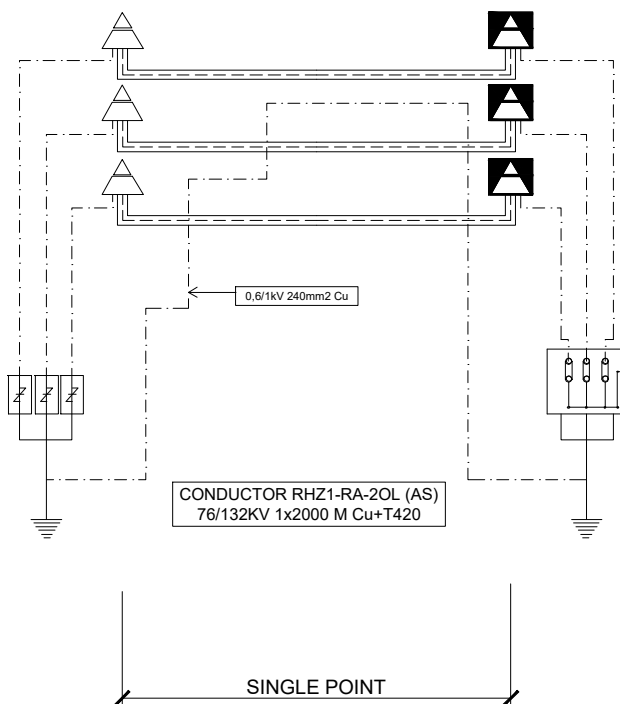 0,6/1kV 240mm2 Cu
CONDUCTOR RHZ1-RA-2OL (AS)
76/132KV 1x2000 M Cu+T420
SINGLE POINT